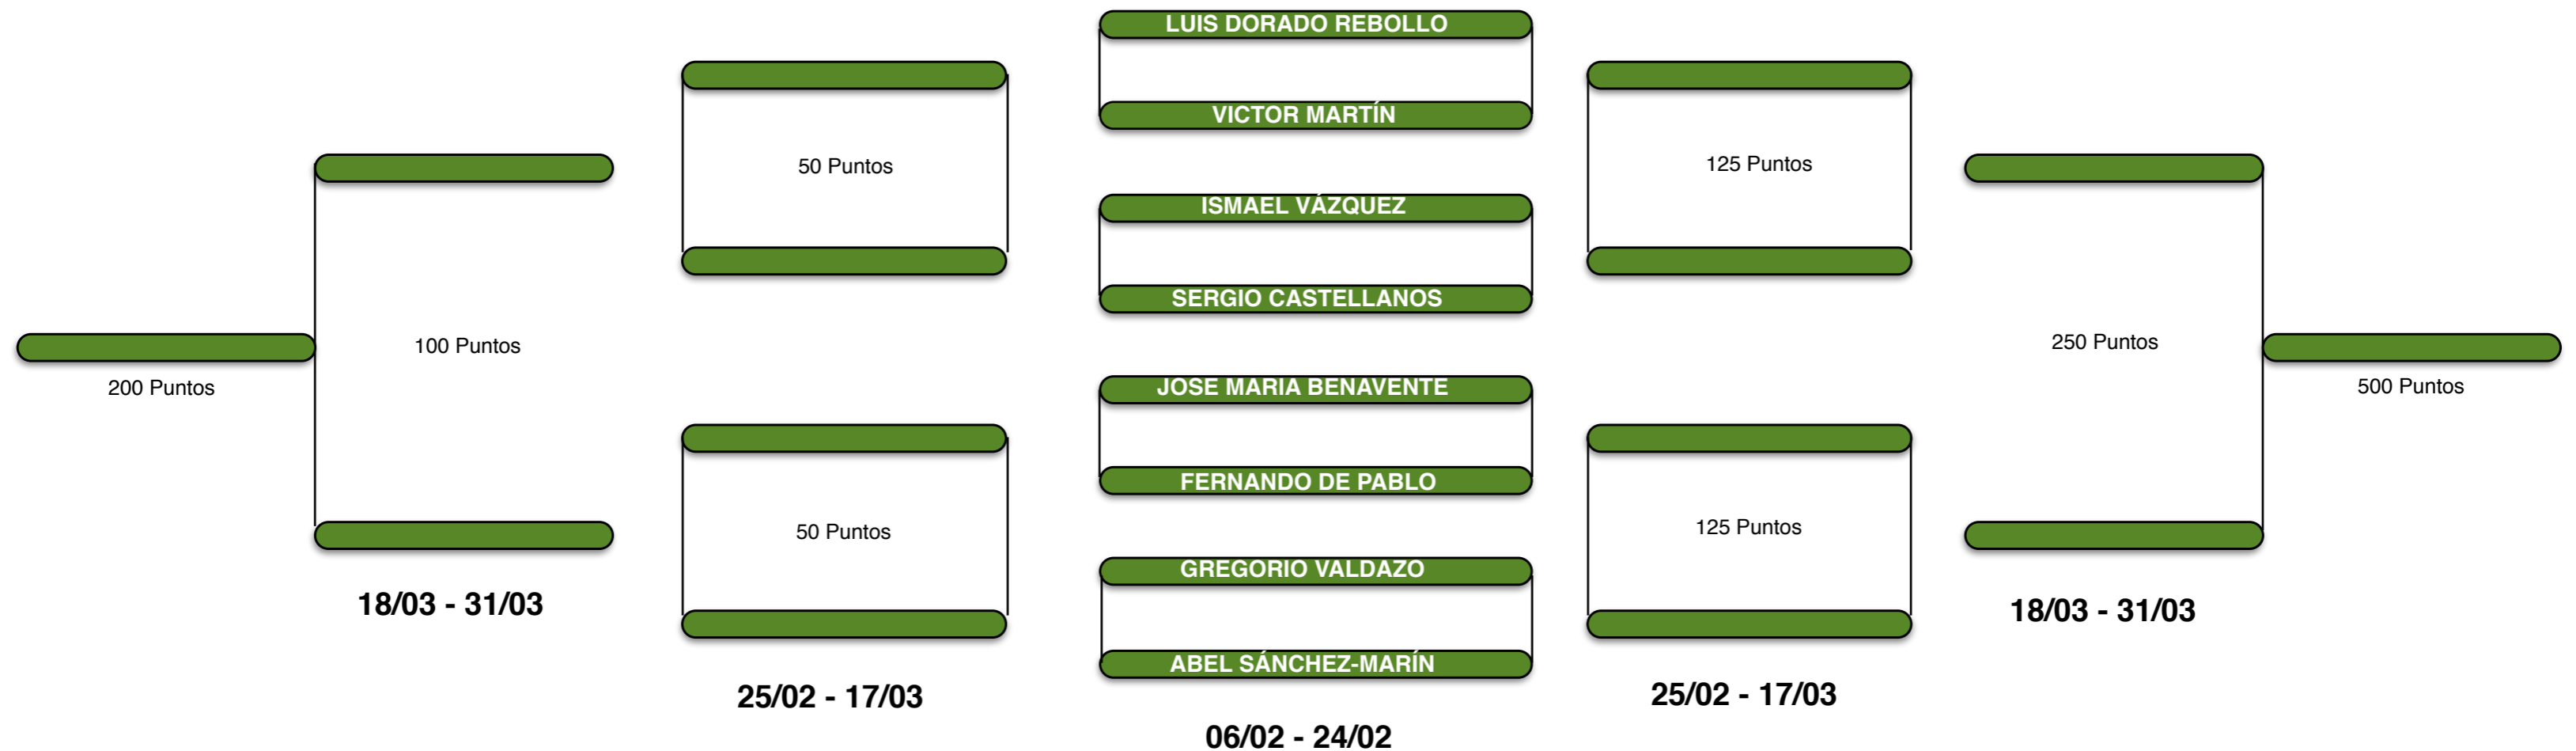 LUIS DORADO REBOLLO
VICTOR MARTÍN
50 Puntos
125 Puntos
ISMAEL VÁZQUEZ
SERGIO CASTELLANOS
100 Puntos
250 Puntos
200 Puntos
JOSE MARIA BENAVENTE
500 Puntos
FERNANDO DE PABLO
50 Puntos
125 Puntos
GREGORIO VALDAZO
18/03 - 31/03
18/03 - 31/03
ABEL SÁNCHEZ-MARÍN
25/02 - 17/03
25/02 - 17/03
06/02 - 24/02